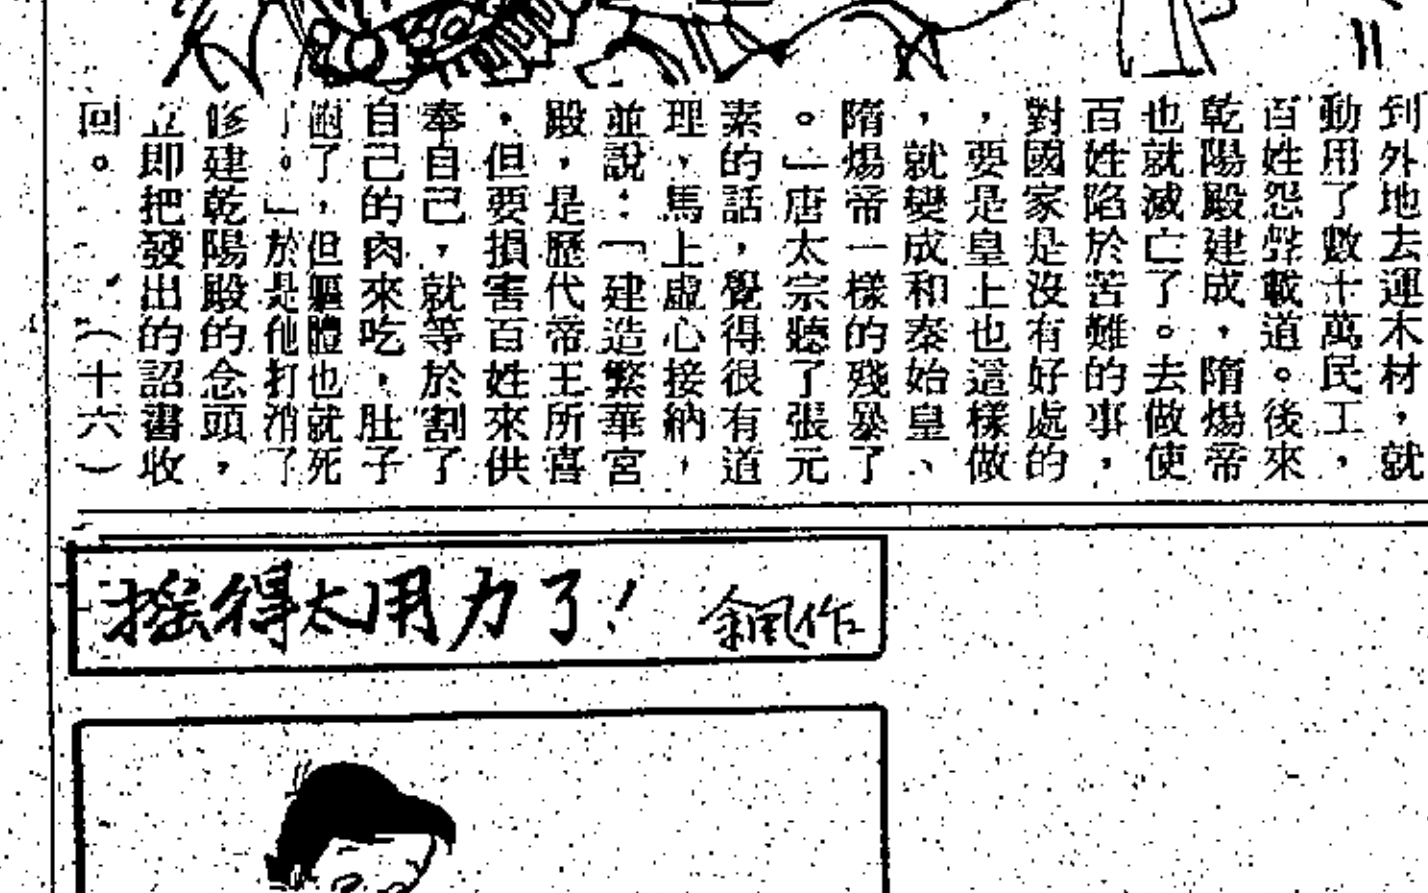 到外地去運木材，就
動用了數十萬民工，
百姓怨聲載道。後來
乾陽殿建成，隋煬帝
也就滅亡了。去做使
百姓陷於苦難的事，
對國家是沒有好處的
，要是皇上也這樣做
，就變成和秦始皇、
隋煬帝一樣的殘暴了
。」唐太宗聽了張元
素的話，覺得很有道
理，馬上虛心接納，
並說：「建造繁華宮
殿，是歷代帝王所喜
，但要損害百姓來供
奉自己，就等於割了
自己的肉來吃，肚子
了，但軀體也就死
了。」於是他打消了
修建乾陽殿的念頭，
立即把發出的詔書收
回。（十六）
搖得太用力了！
作